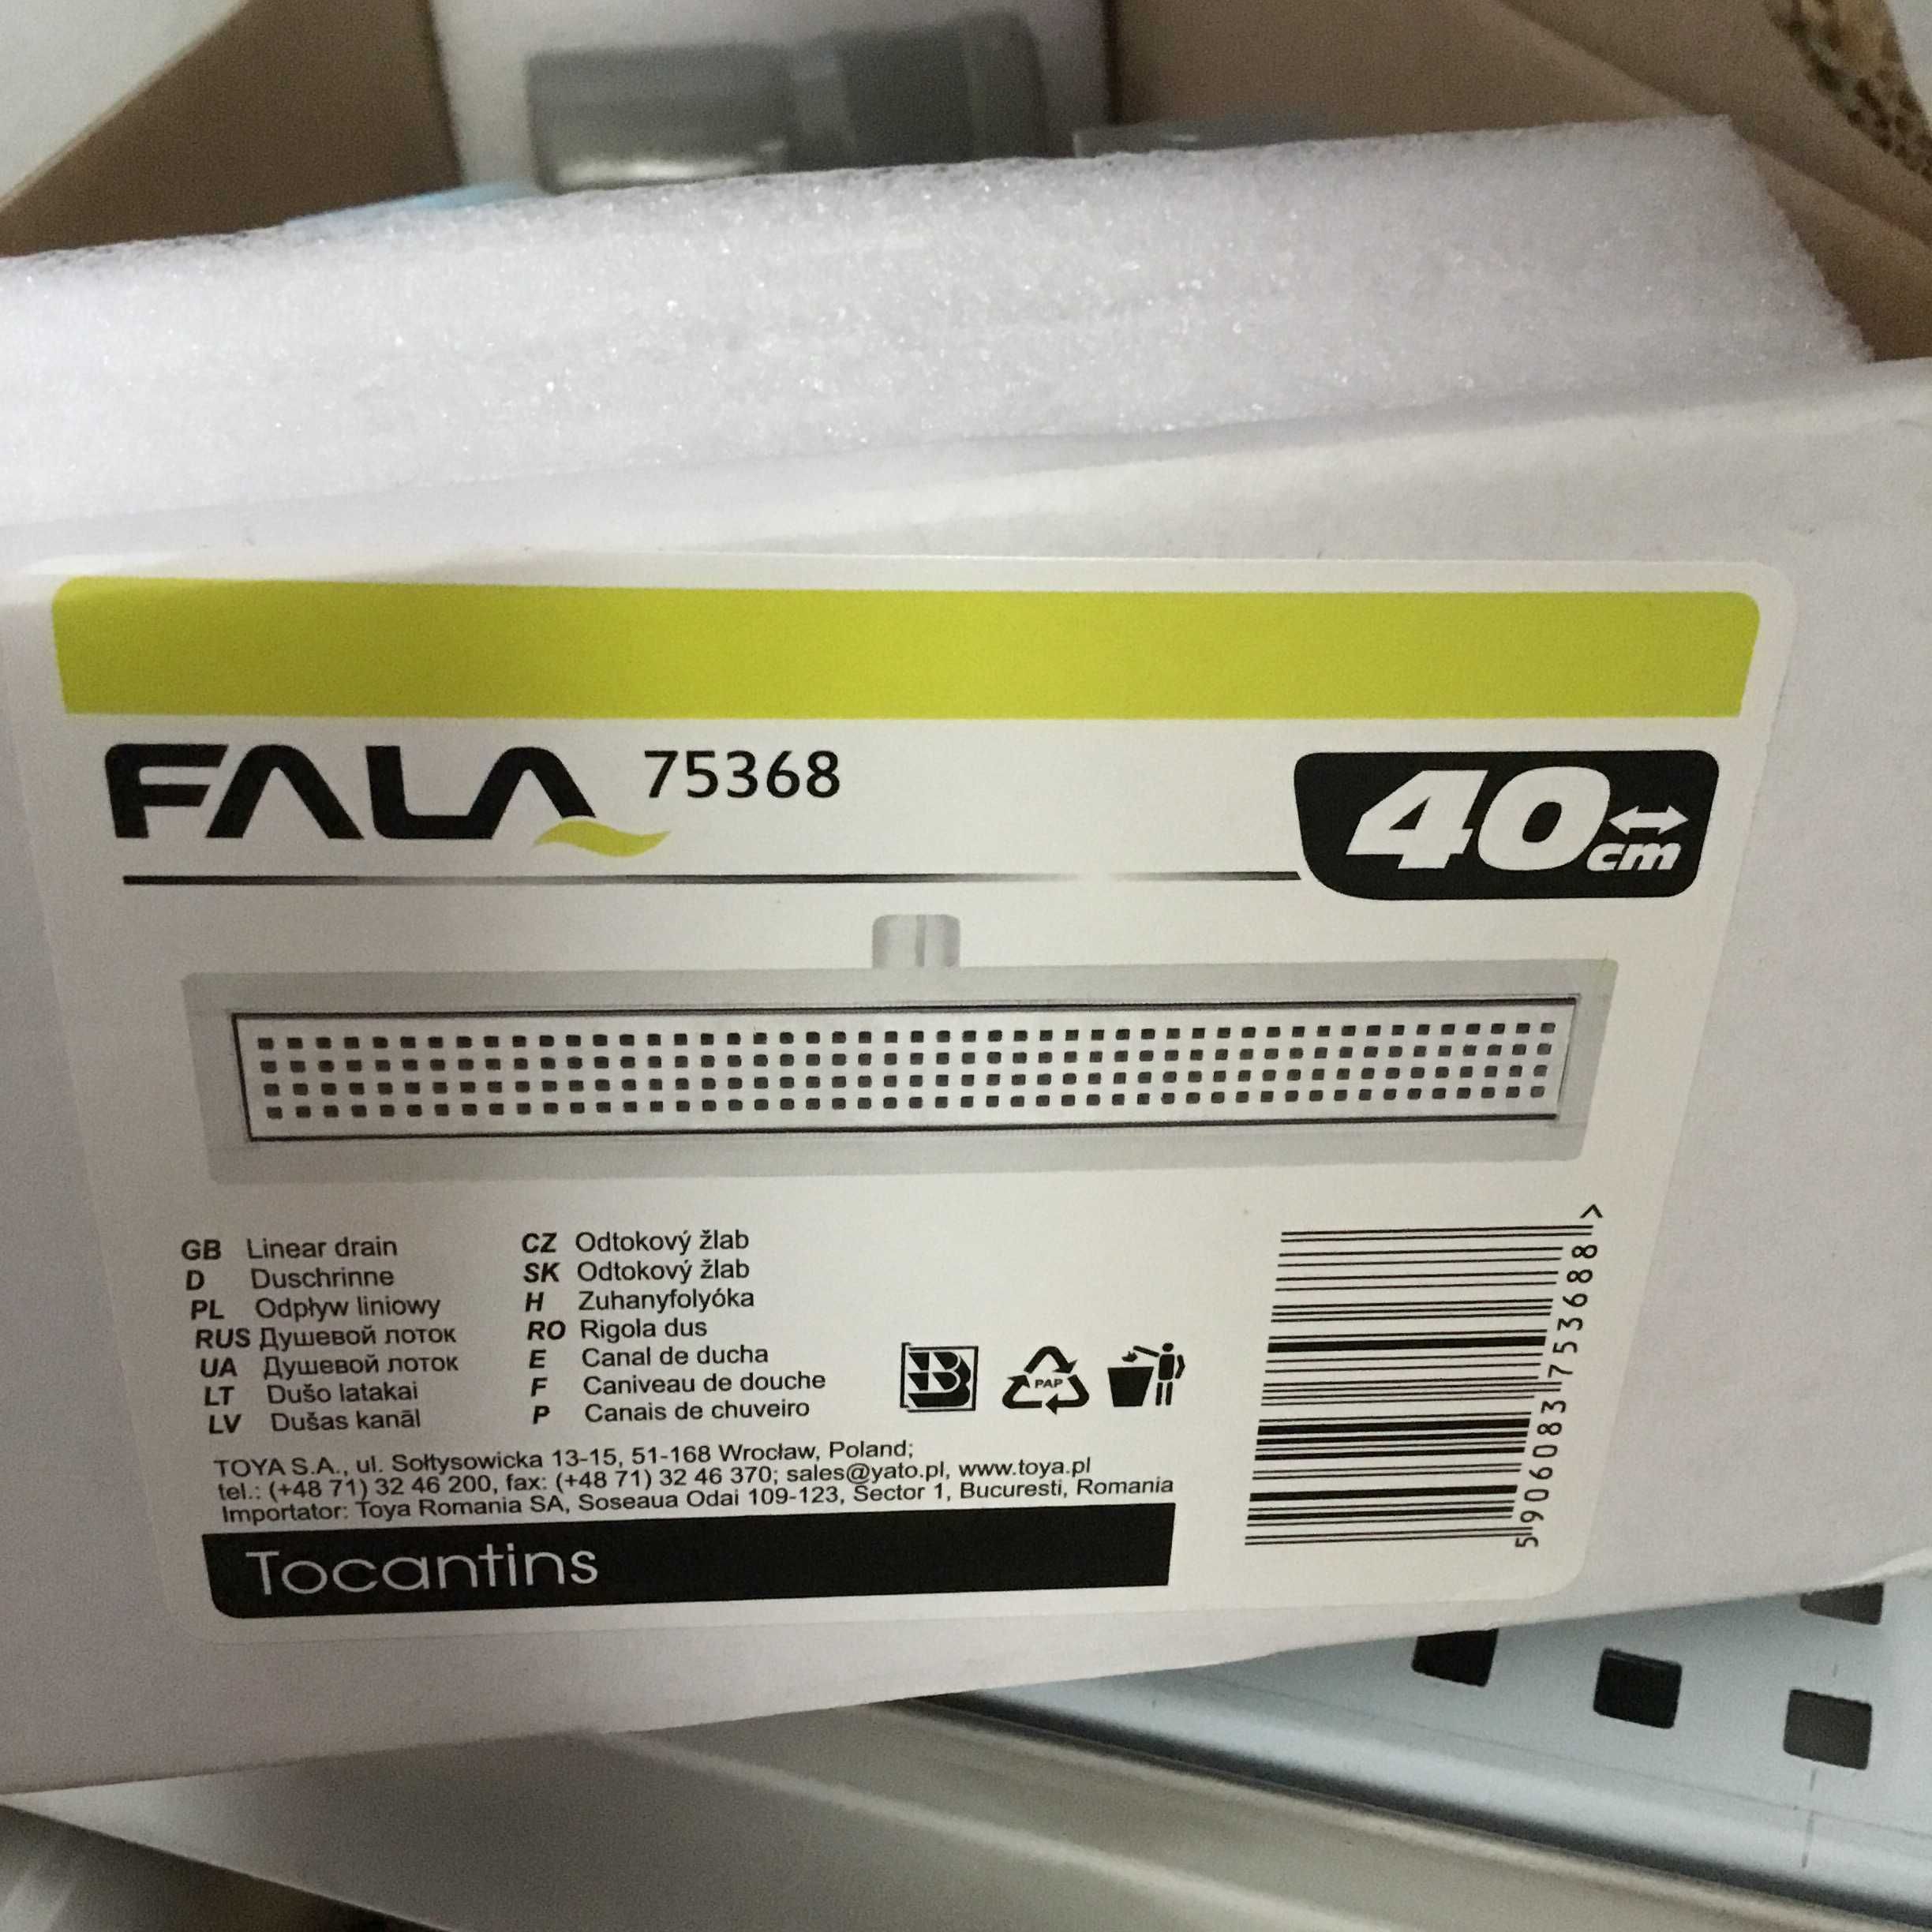 FALA 75368
40 cm
GB Linear drain
D Duschrinne
PL Odpływ liniowy
RUS Душевой лоток
UA Душевой лоток
LT Dušo latakai
LV Dušas kanāl
CZ Odtokový žlab
SK Odtokový žlab
H Zuhanyfolyóka
RO Rigola dus
E Canal de ducha
F Caniveau de douche
P Canais de chuveiro
B
PAP
TOYA S.A., ul. Sołtysowicka 13-15, 51-168 Wrocław, Poland;
tel.: (+48 71) 32 46 200, fax: (+48 71) 32 46 370; sales@yato.pl, www.toya.pl
Importator: Toya Romania SA, Soseaua Odai 109-123, Sector 1, Bucuresti, Romania
Tocantins
5 906083 753688 >